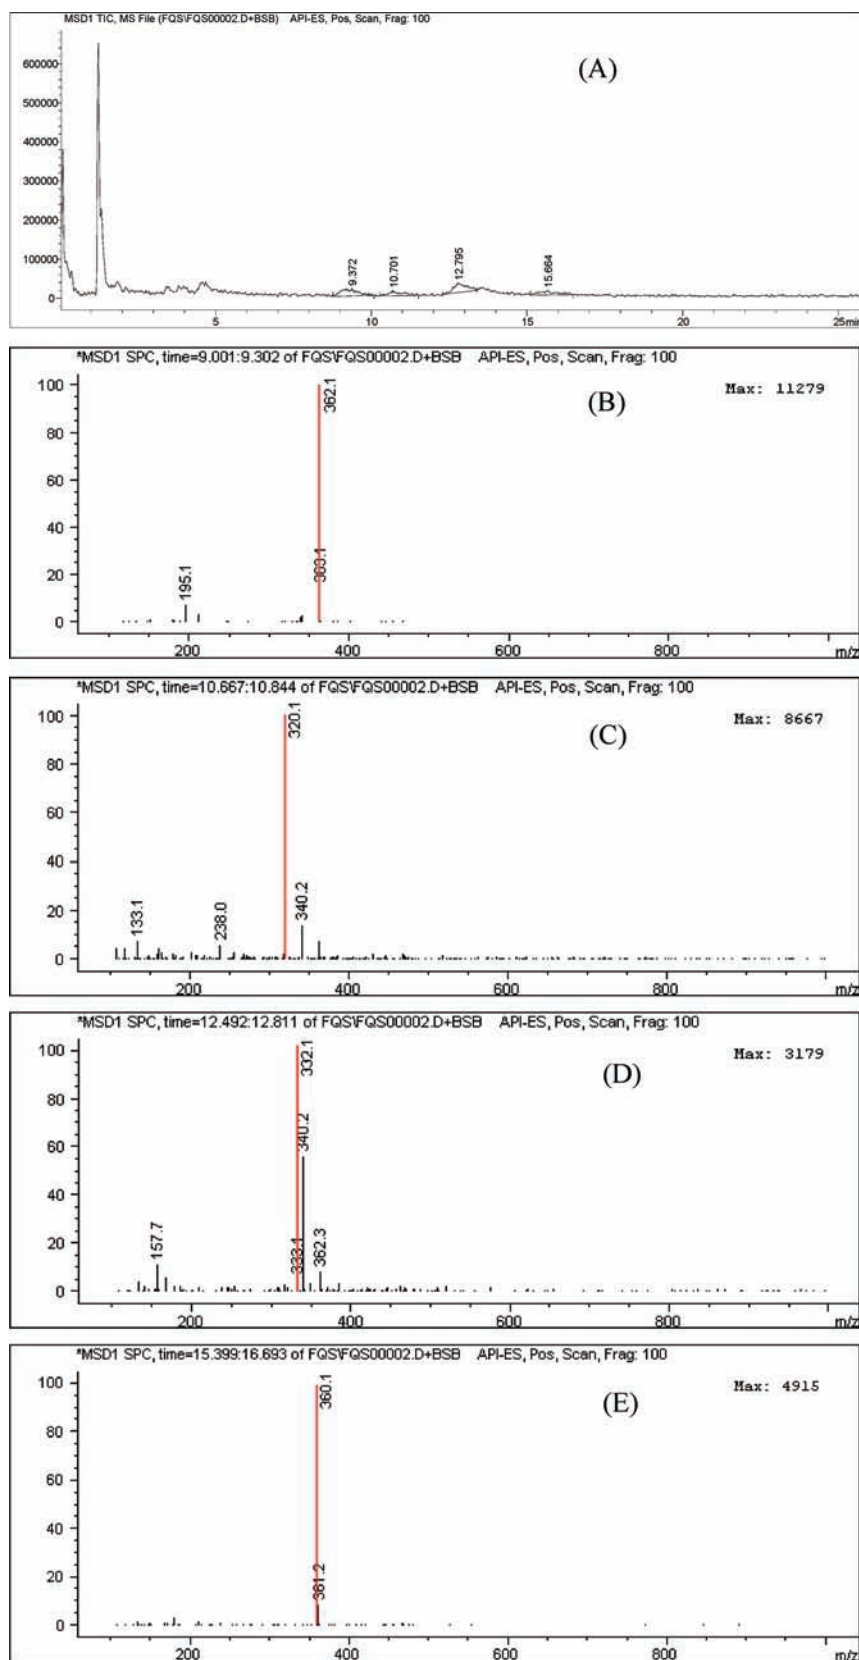 MSD1 TIC, MS File (FQS\FQS00002.D+BSB) API-ES, Pos, Scan, Frag: 100
(A)
600000
500000
400000
300000
200000
100000
0
9.372
10.701
12.795
15.664
5 10 15 20 25min
*MSD1 SPC, time=9.001:9.302 of FQS\FQS00002.D+BSB API-ES, Pos, Scan, Frag: 100
(B)
Max: 11279
100
80
60
40
20
0
195.1
363.1
362.1
200 400 600 800 m/z
*MSD1 SPC, time=10.667:10.844 of FQS\FQS00002.D+BSB API-ES, Pos, Scan, Frag: 100
(C)
Max: 8667
100
80
60
40
20
0
133.1
238.0
320.1
340.2
200 400 600 800 m/z
*MSD1 SPC, time=12.492:12.811 of FQS\FQS00002.D+BSB API-ES, Pos, Scan, Frag: 100
(D)
Max: 3179
100
80
60
40
20
0
157.7
333.1
332.1
340.2
362.3
200 400 600 800 m/z
*MSD1 SPC, time=15.399:16.693 of FQS\FQS00002.D+BSB API-ES, Pos, Scan, Frag: 100
(E)
Max: 4915
100
80
60
40
20
0
360.1
361.2
200 400 600 800 m/z